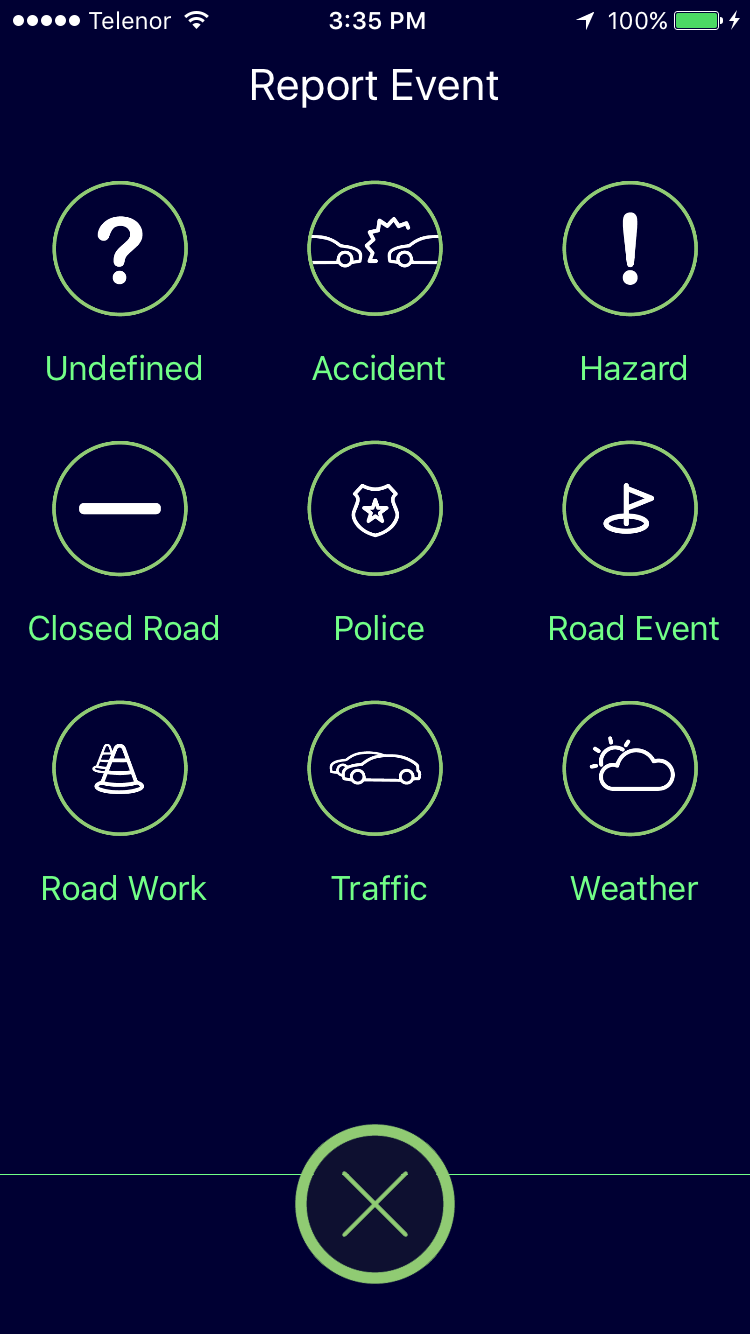 Telenor 3:35 PM 100%
Report Event
Undefined Accident Hazard
Closed Road Police Road Event
Road Work Traffic Weather